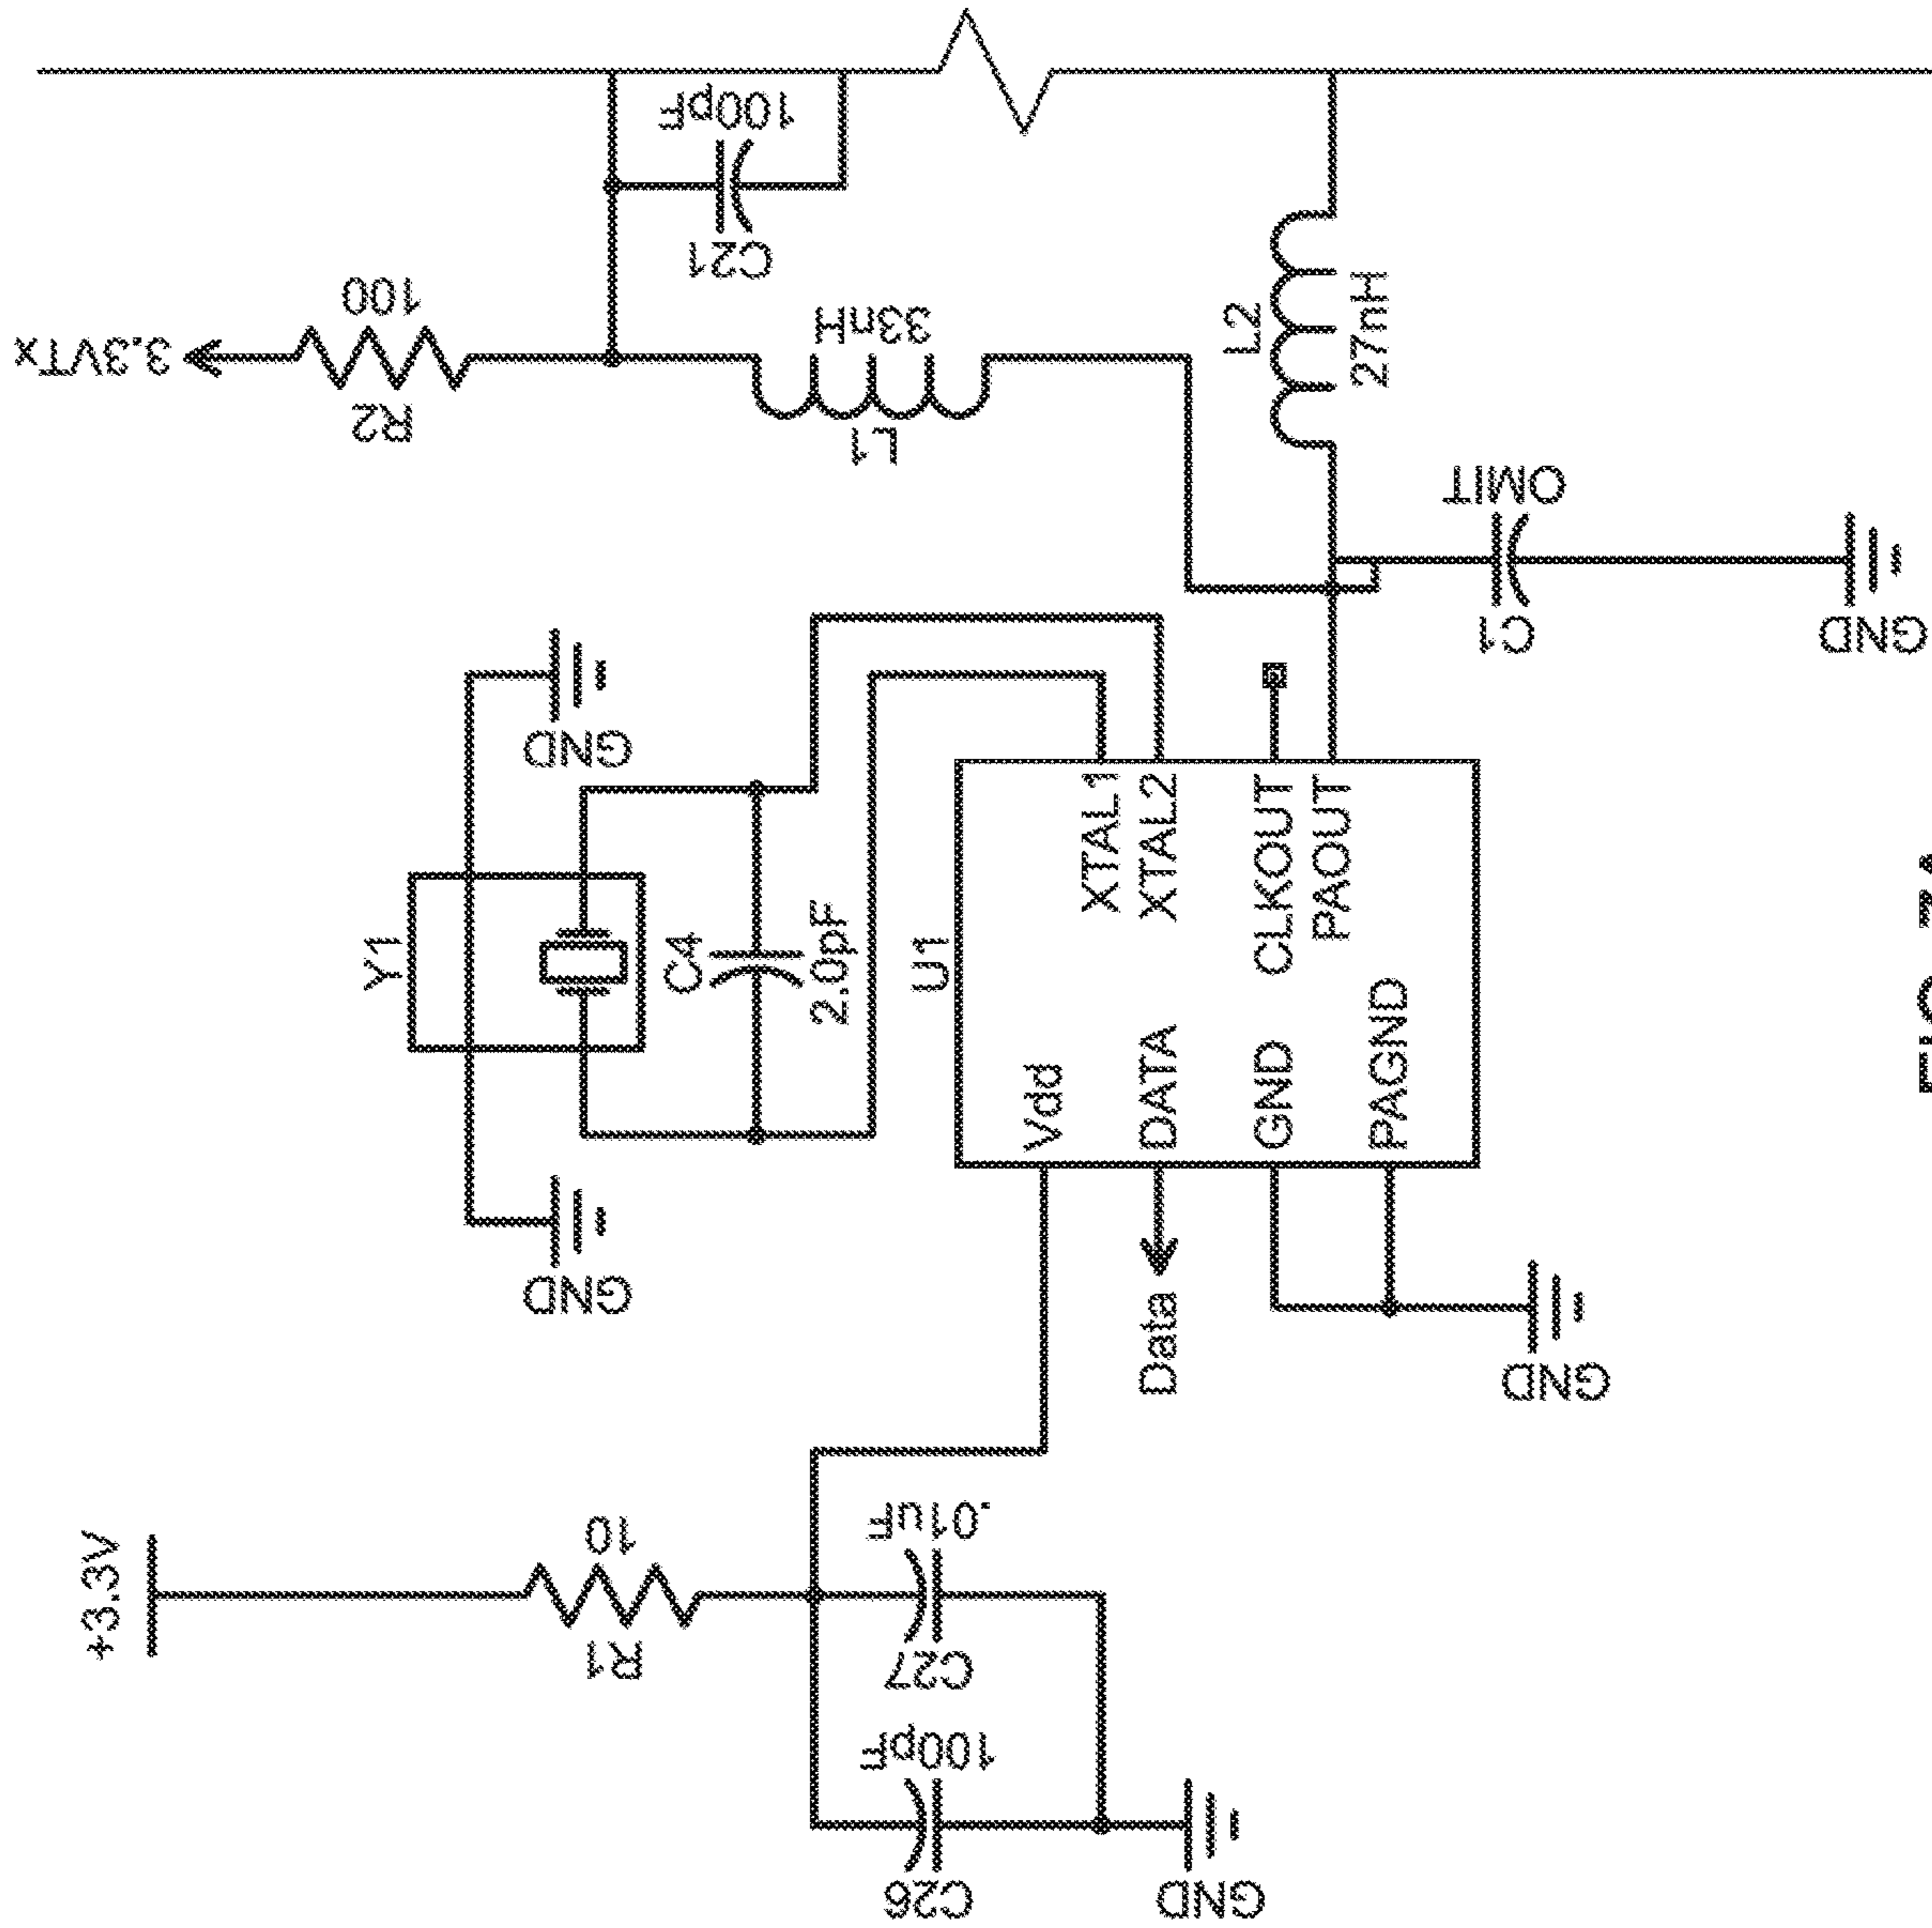 3.3VTx
R2
100
C21
100pF
L1
33nH
L2
27nH
C1
OMIT
GND
Y1
GND
GND
C4
2.0pF
U1
XTAL1
XTAL2
CLKOUT
PAOUT
Vdd
DATA
GND
PAGND
Data
GND
+3.3V
R1
10
C27
.01uF
C26
100pF
GND